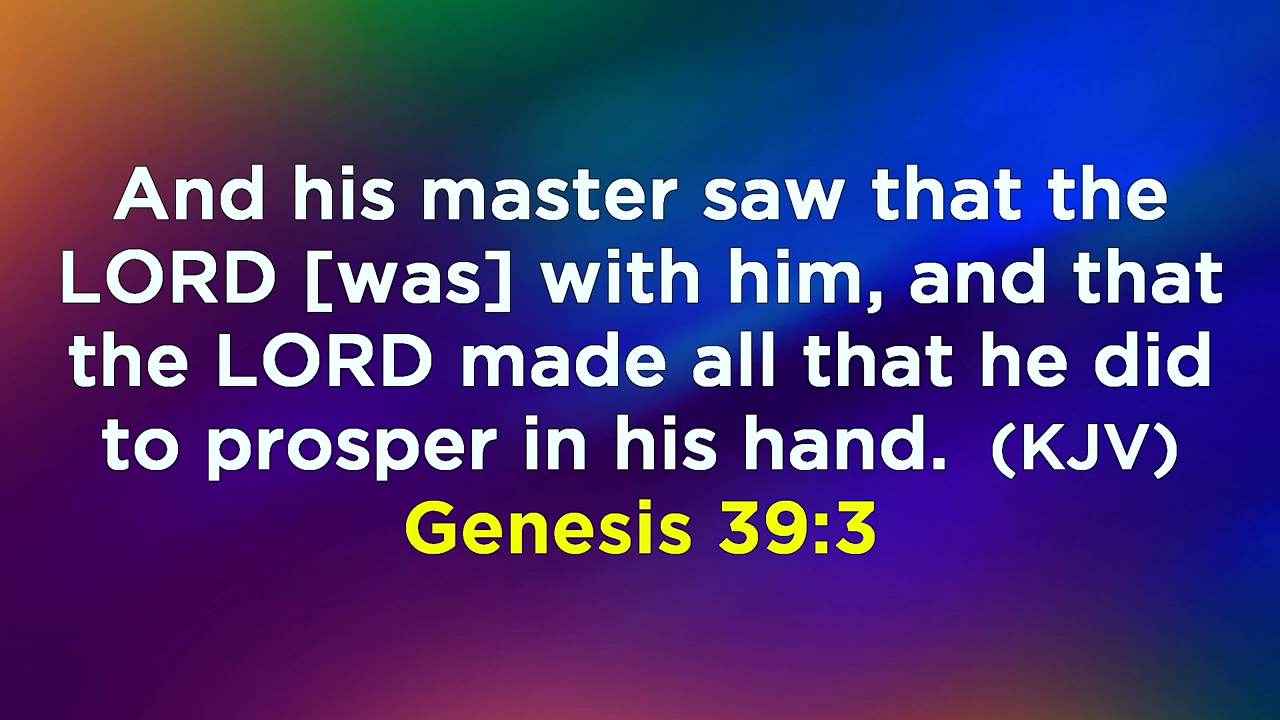 And his master saw that the
LORD [was] with him, and that
the LORD made all that he did
to prosper in his hand.  (KJV)
Genesis 39:3